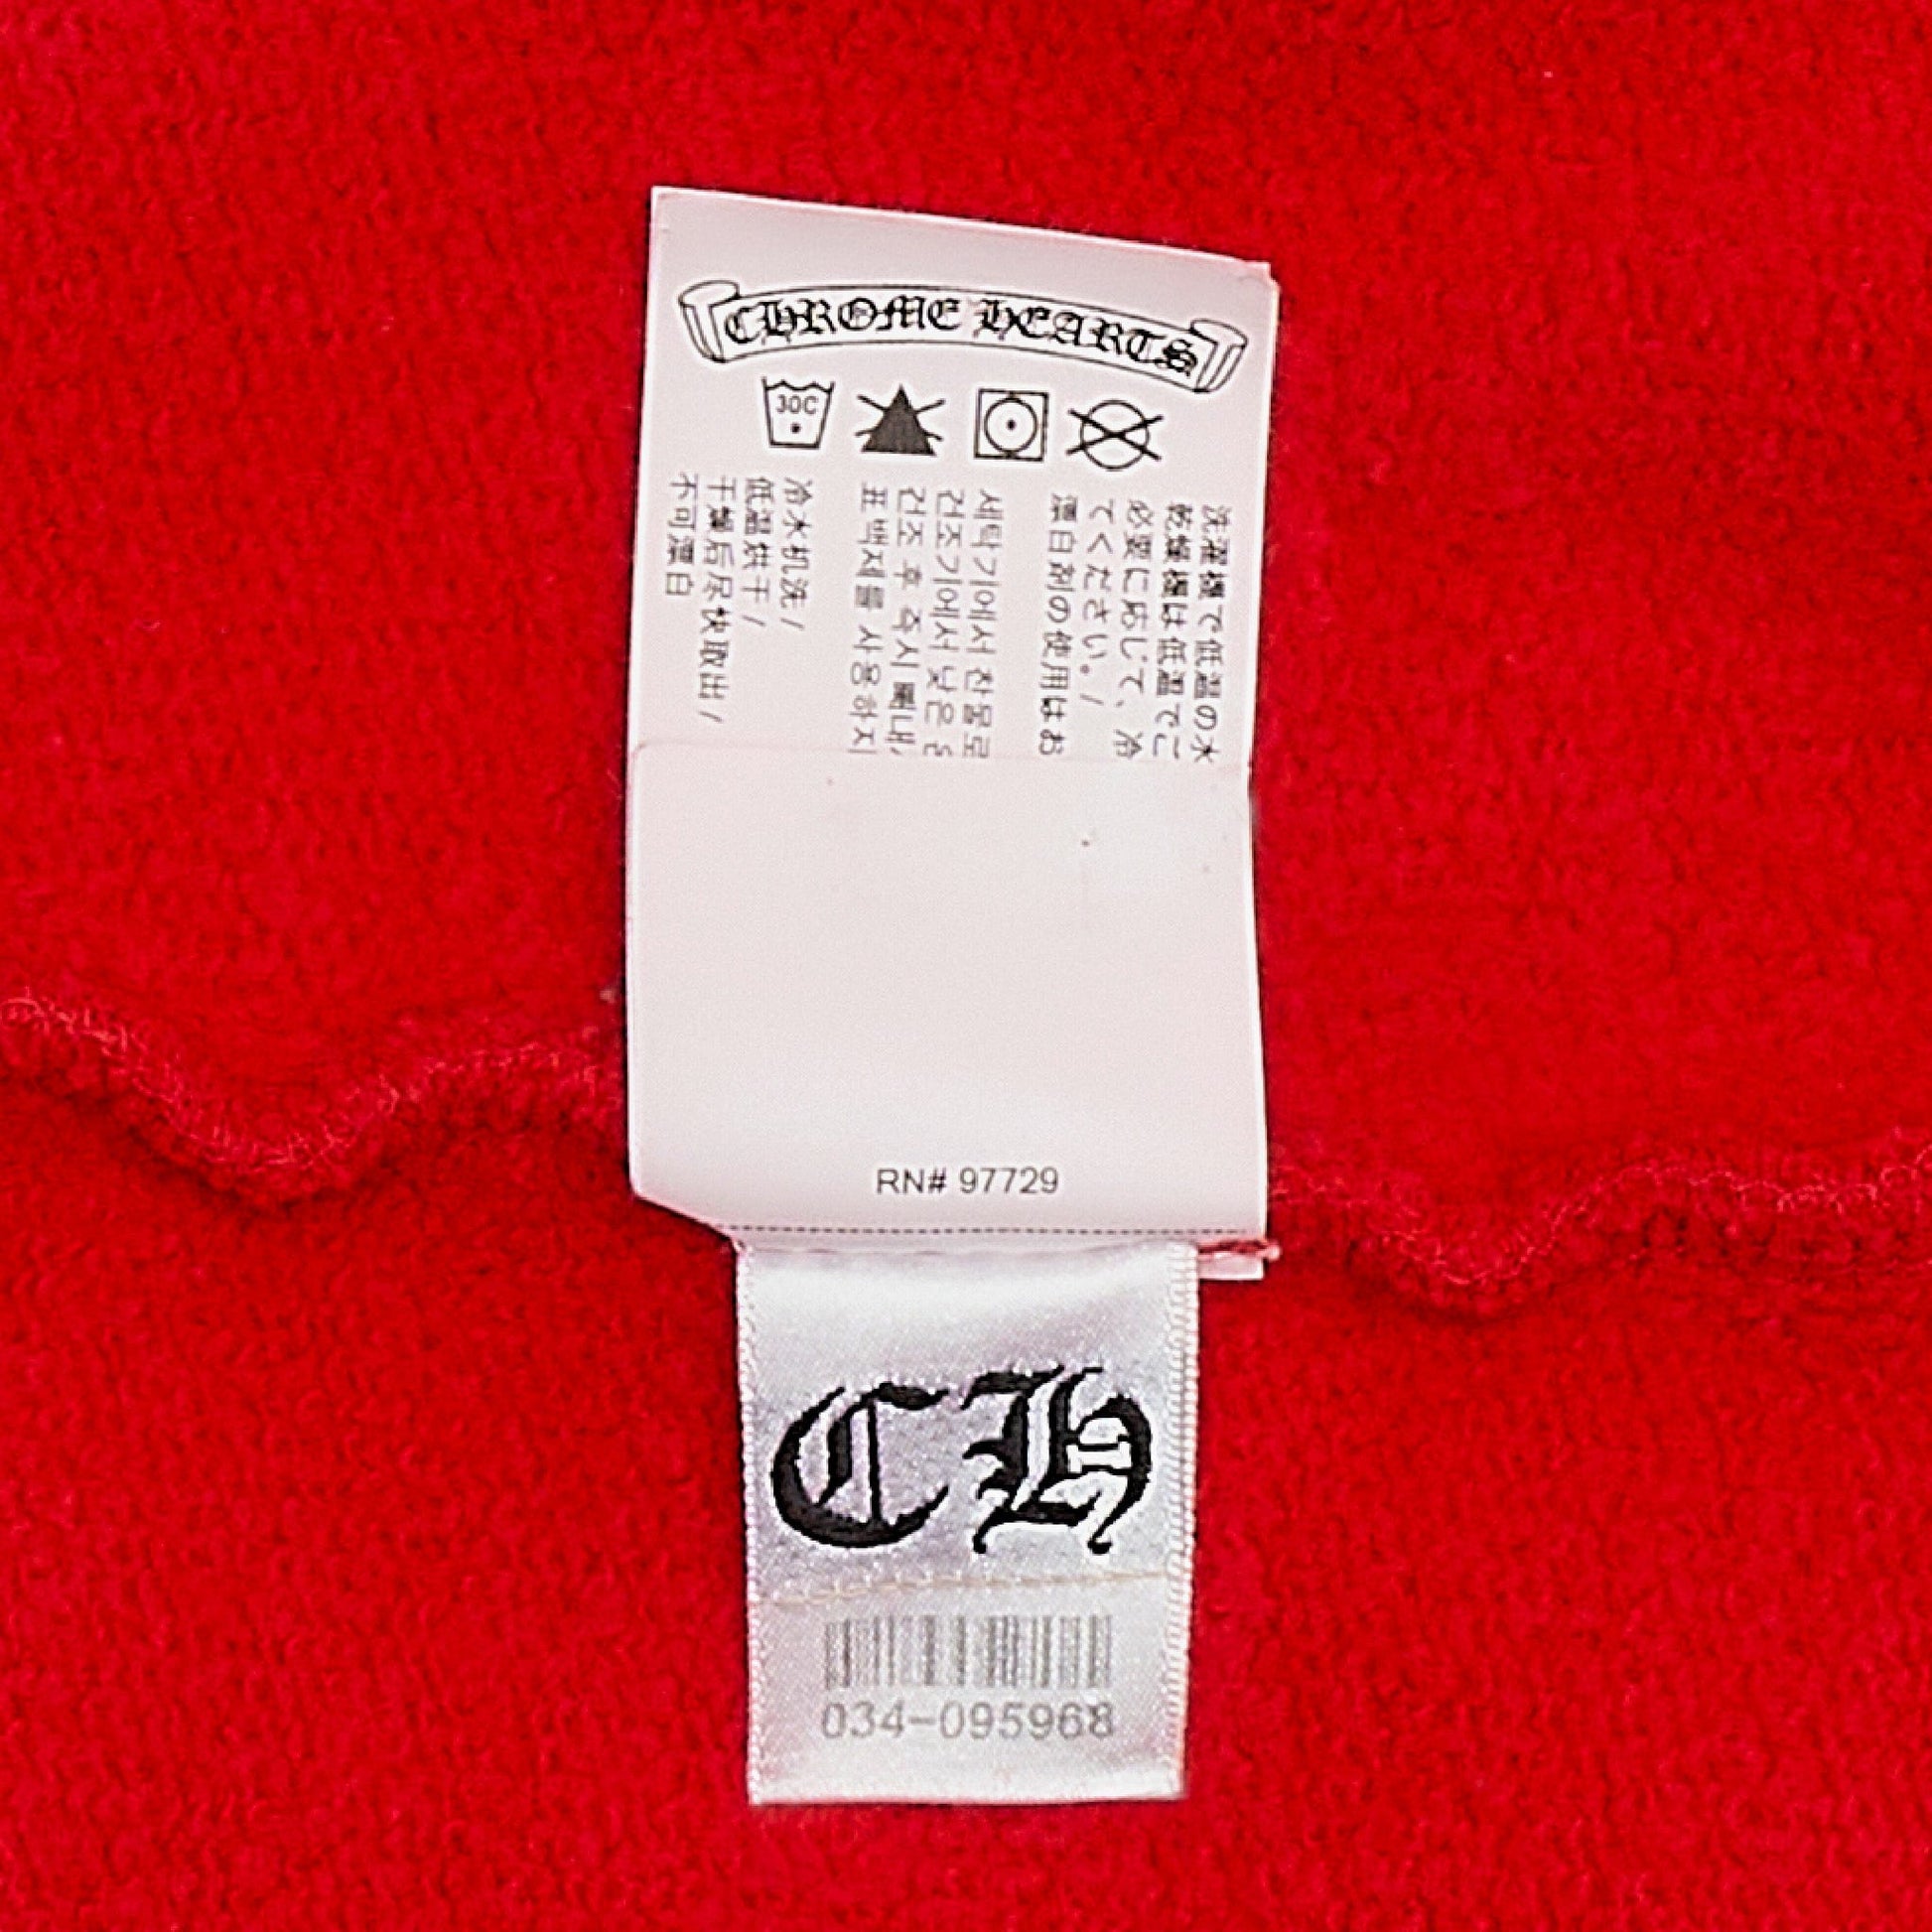 CHROME HEARTS
30C
冷水机洗 /
低温烘干 /
干燥后尽快取出 /
不可漂白
세탁기에서 찬물로
건조기에서 낮은
건조 후 즉시 빼내
표백제를 사용하지
洗濯機で低温の水
乾燥機は低温でご
必要に応じて、冷
てください。/
漂白剤の使用はお
RN# 97729
CH
034-095968